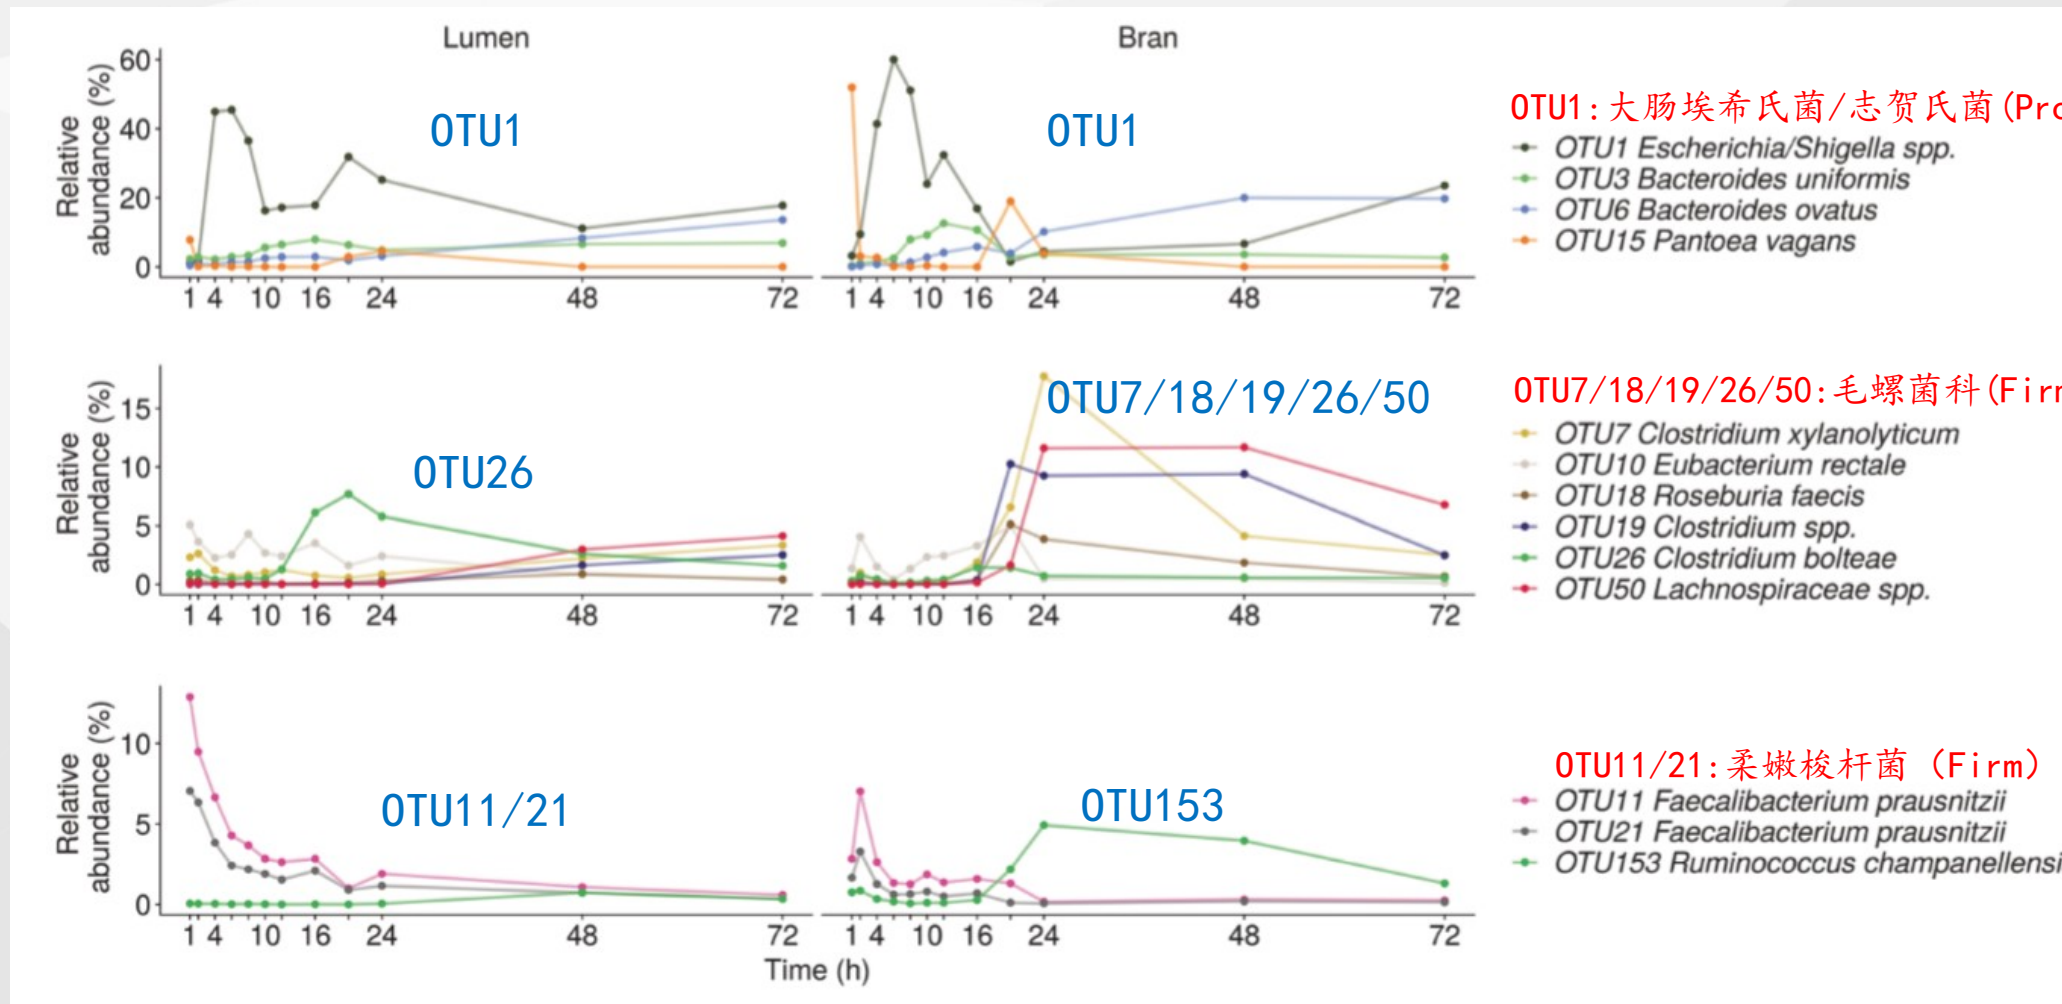 Lumen
Bran
Relative
abundance (%)
60
40
20
0
OTU1
OTU1
1 4 10 16 24 48 72
1 4 10 16 24 48 72
OTU1:大肠埃希氏菌/志贺氏菌(Pro
OTU1 Escherichia/Shigella spp.
OTU3 Bacteroides uniformis
OTU6 Bacteroides ovatus
OTU15 Pantoea vagans
Relative
abundance (%)
15
10
5
0
OTU26
OTU7/18/19/26/50
1 4 10 16 24 48 72
1 4 10 16 24 48 72
OTU7/18/19/26/50:毛螺菌科(Firm
OTU7 Clostridium xylanolyticum
OTU10 Eubacterium rectale
OTU18 Roseburia faecis
OTU19 Clostridium spp.
OTU26 Clostridium bolteae
OTU50 Lachnospiraceae spp.
Relative
abundance (%)
10
5
0
OTU11/21
OTU153
1 4 10 16 24 48 72
1 4 10 16 24 48 72
Time (h)
OTU11/21:柔嫩梭杆菌 (Firm)
OTU11 Faecalibacterium prausnitzii
OTU21 Faecalibacterium prausnitzii
OTU153 Ruminococcus champanellensi